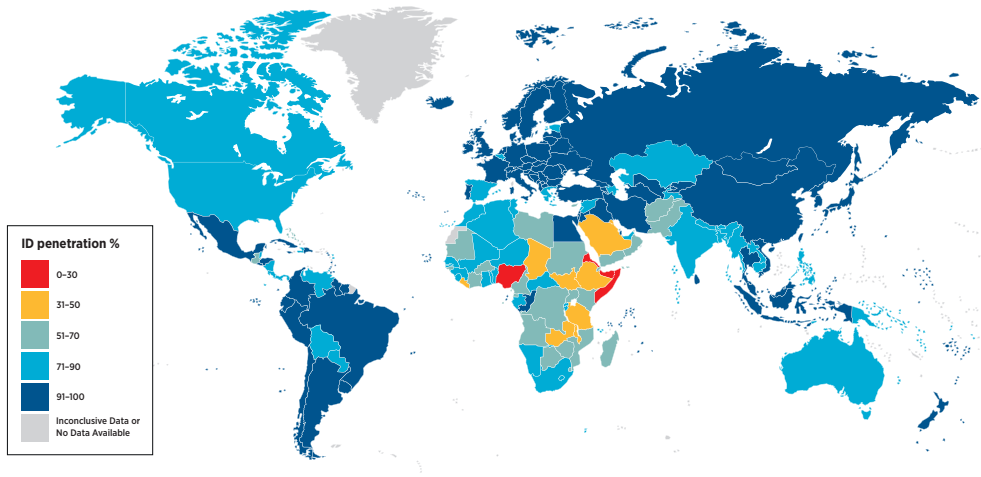 ID penetration %
0–30
31–50
51–70
71–90
91–100
Inconclusive Data or
No Data Available